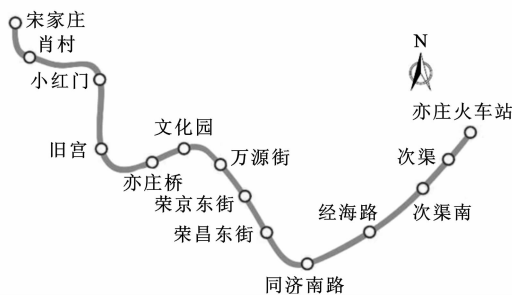 宋家庄
肖村
小红门
N
亦庄火车站
文化园
旧宫
万源街
次渠
亦庄桥
荣京东街
经海路
次渠南
荣昌东街
同济南路